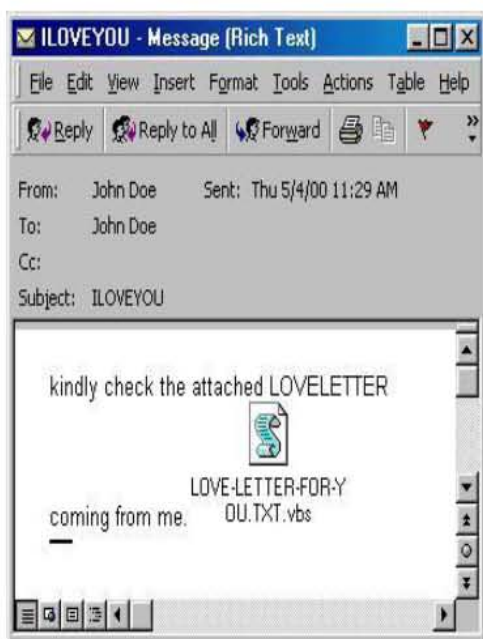 ILOVEYOU - Message (Rich Text)
File Edit View Insert Format Tools Actions Table Help
Reply Reply to All Forward
From: John Doe Sent: Thu 5/4/00 11:29 AM
To: John Doe
Cc:
Subject: ILOVEYOU
kindly check the attached LOVELETTER
LOVE-LETTER-FOR-Y
OU.TXT.vbs
coming from me.